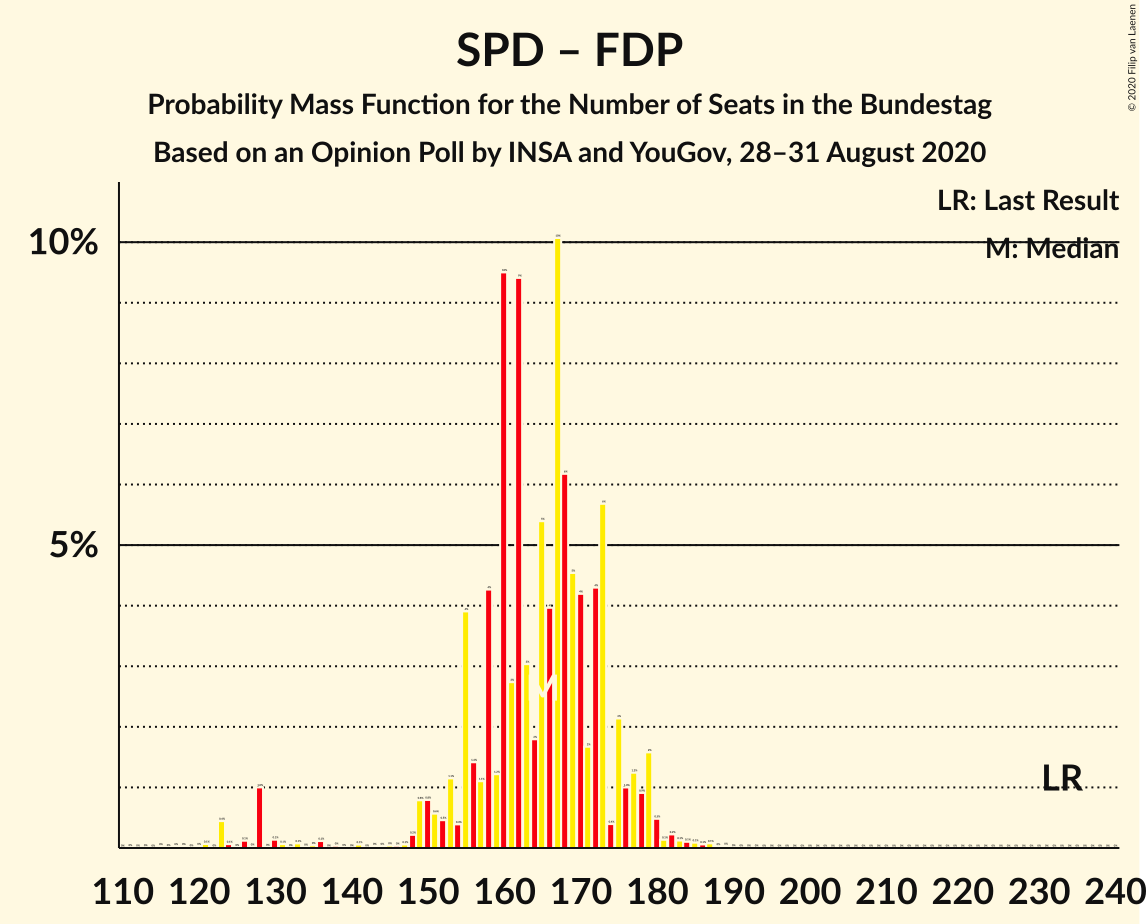 SPD – FDP
Probability Mass Function for the Number of Seats in the Bundestag
Based on an Opinion Poll by INSA and YouGov, 28–31 August 2020
© 2020 Filip van Laenen
LR: Last Result
M: Median
10%
5%
M
LR
110 120 130 140 150 160 170 180 190 200 210 220 230 240